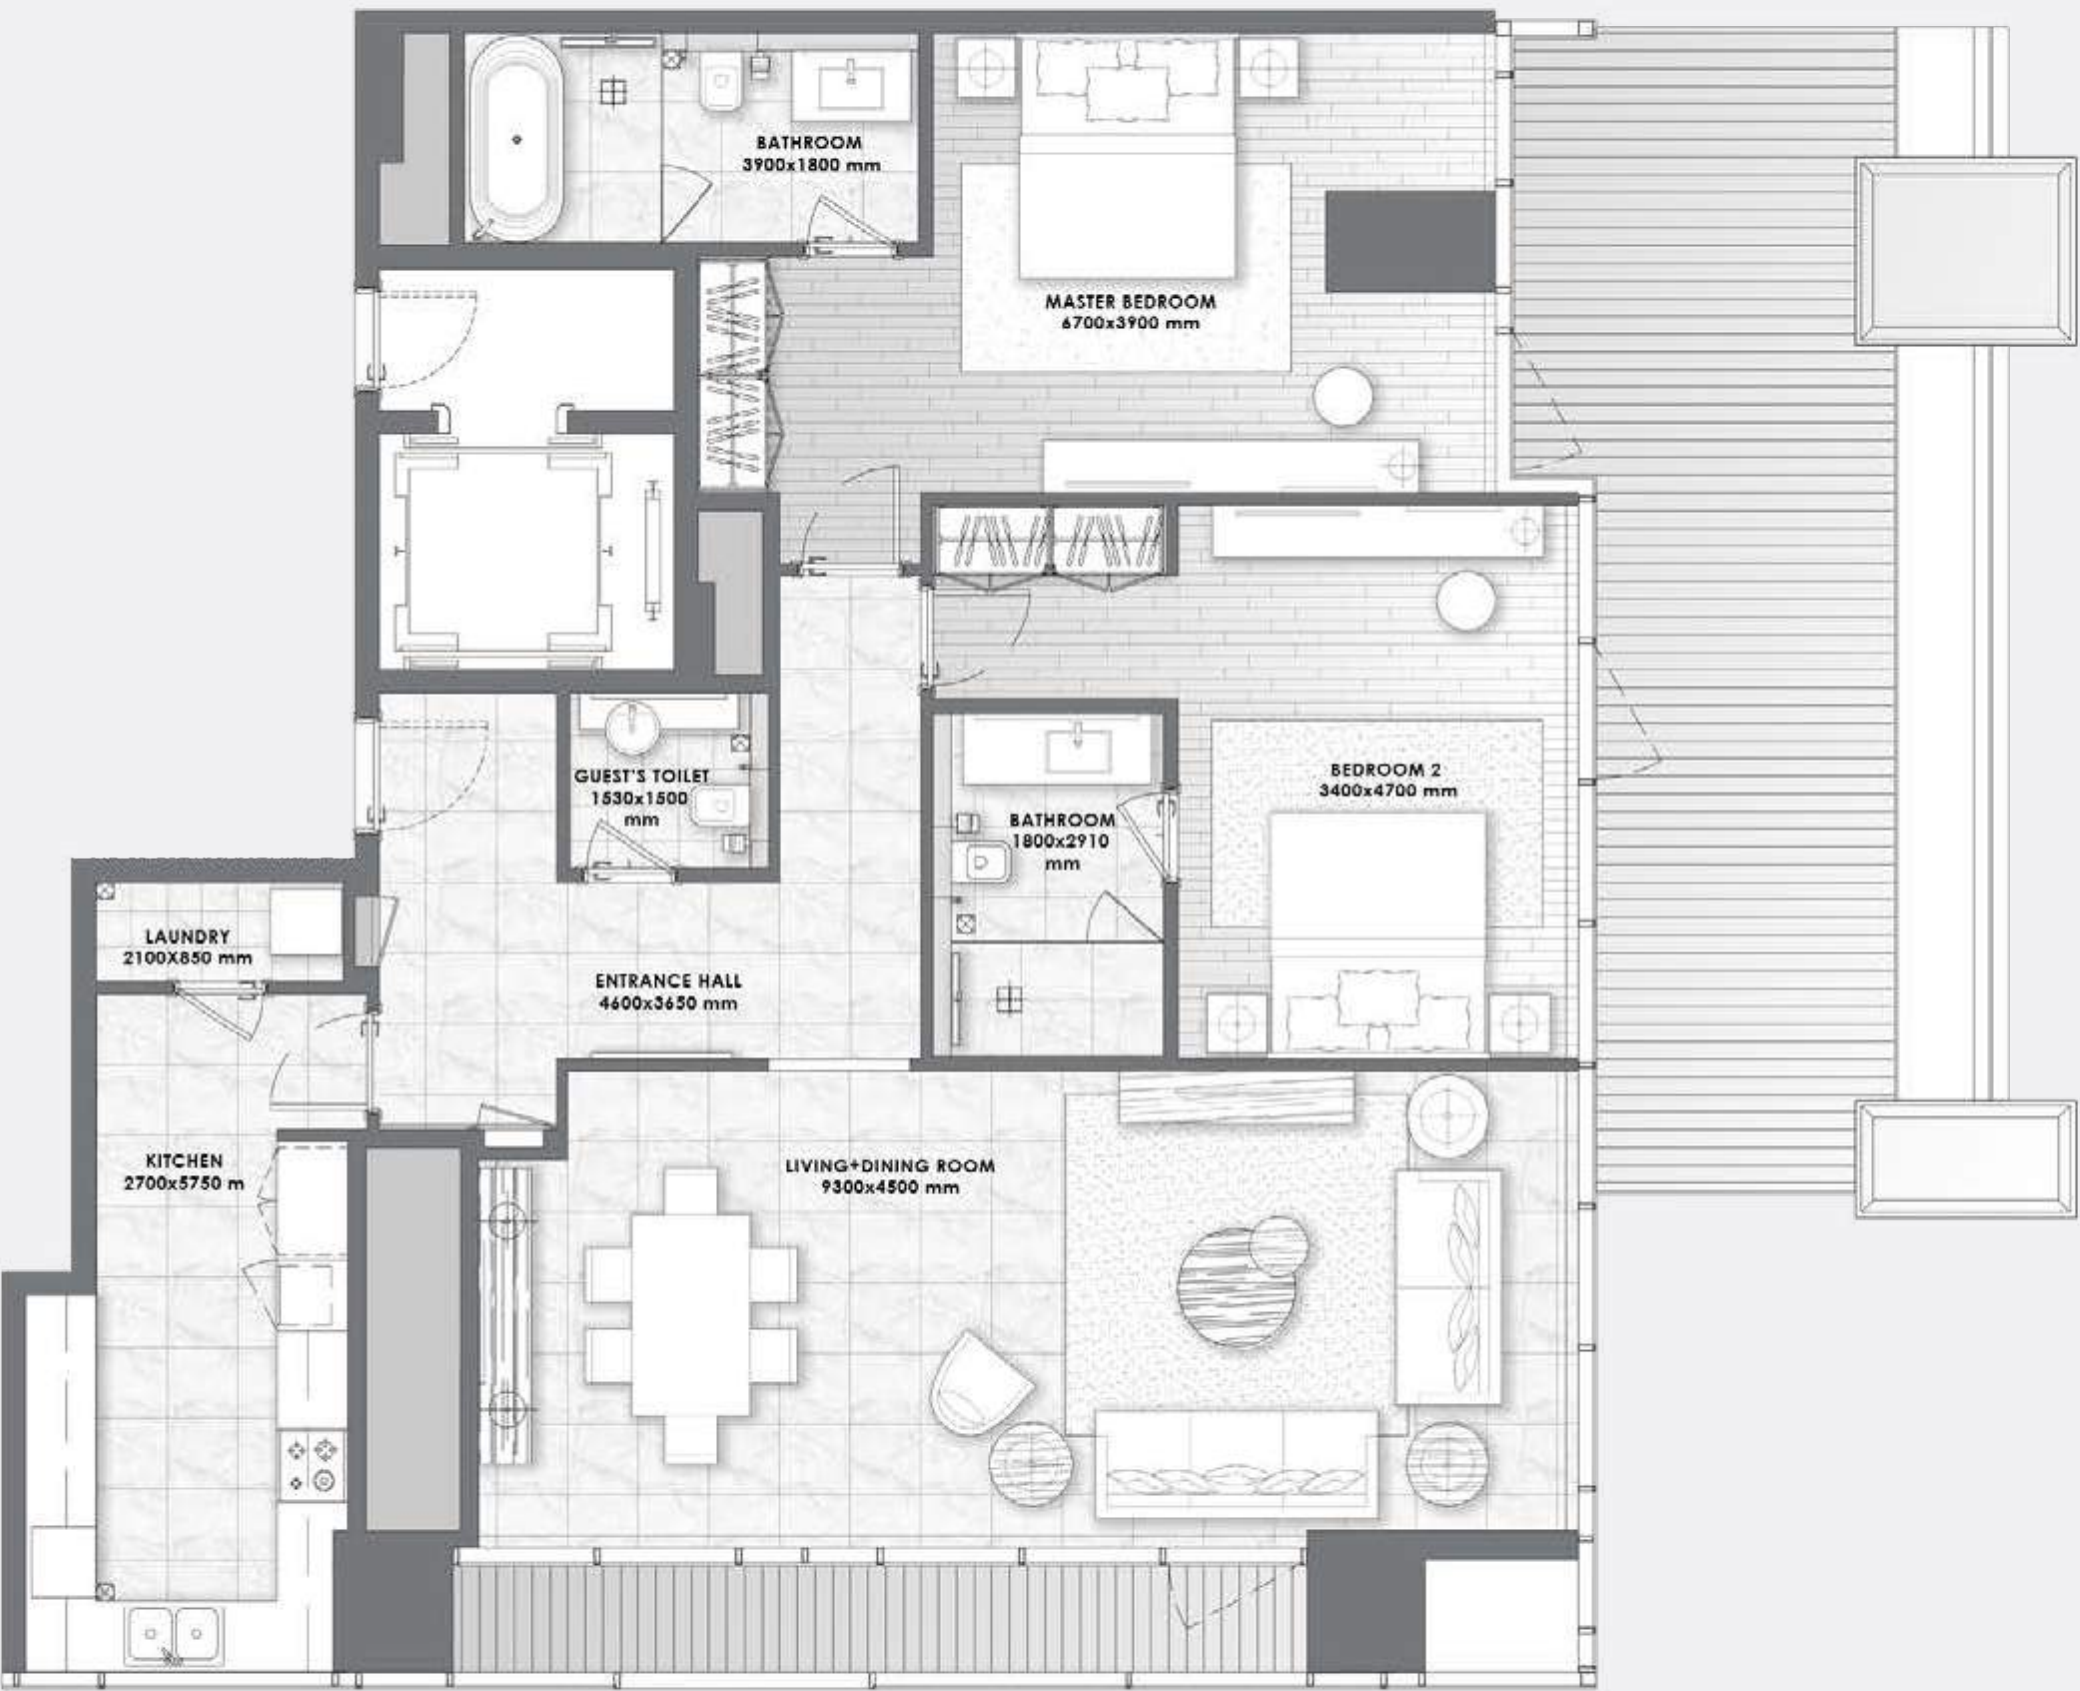 BATHROOM
3900x1800 mm
MASTER BEDROOM
6700x3900 mm
GUEST'S TOILET
1530x1500
mm
BEDROOM 2
3400x4700 mm
BATHROOM
1800x2910
mm
LAUNDRY
2100X850 mm
ENTRANCE HALL
4600x3650 mm
KITCHEN
2700x5750 m
LIVING+DINING ROOM
9300x4500 mm